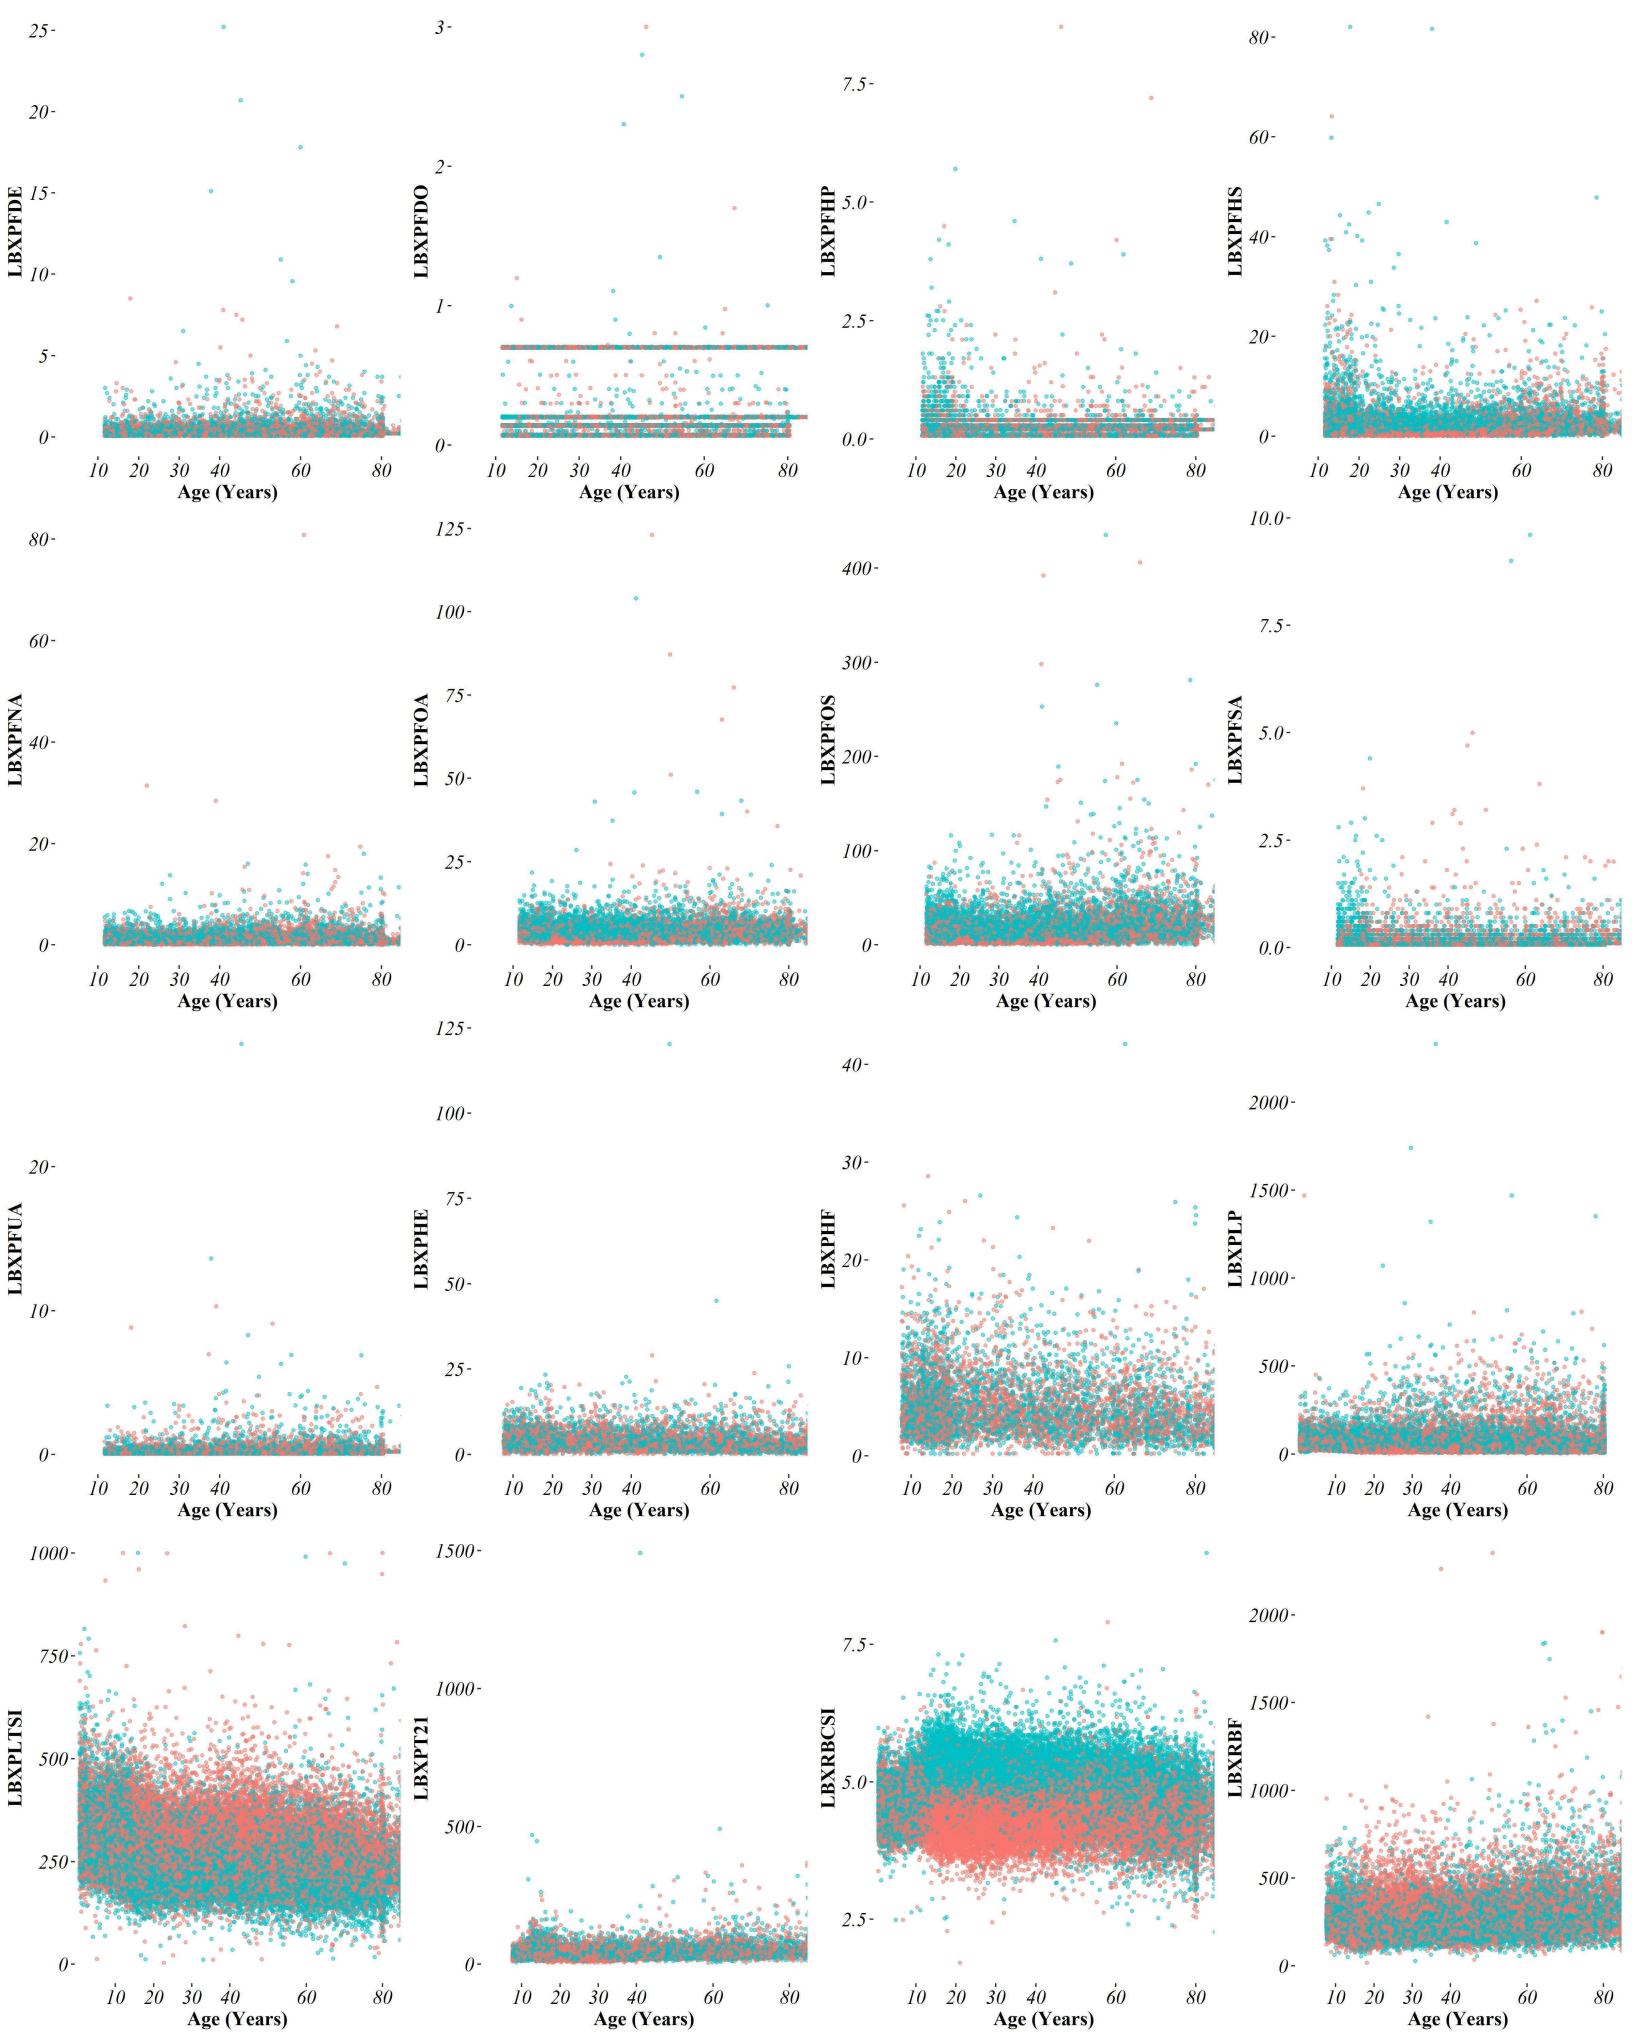 LBXPFDE
25
20
15
10
5
0
10 20 30 40 60 80
Age (Years)
LBXPFDO
3
2
1
0
10 20 30 40 60 80
Age (Years)
LBXPFHP
7.5
5.0
2.5
0.0
10 20 30 40 60 80
Age (Years)
LBXPFHS
80
60
40
20
0
10 20 30 40 60 80
Age (Years)
LBXPFNA
80
60
40
20
0
10 20 30 40 60 80
Age (Years)
LBXPFOA
125
100
75
50
25
0
10 20 30 40 60 80
Age (Years)
LBXPFOS
400
300
200
100
0
10 20 30 40 60 80
Age (Years)
LBXPFSA
10.0
7.5
5.0
2.5
0.0
10 20 30 40 60 80
Age (Years)
LBXPFUA
20
10
0
10 20 30 40 60 80
Age (Years)
LBXPHE
125
100
75
50
25
0
10 20 30 40 60 80
Age (Years)
LBXPHF
40
30
20
10
0
10 20 30 40 60 80
Age (Years)
LBXPLP
2000
1500
1000
500
0
10 20 30 40 60 80
Age (Years)
LBXPLTSI
1000
750
500
250
0
10 20 30 40 60 80
Age (Years)
LBXPT21
1500
1000
500
0
10 20 30 40 60 80
Age (Years)
LBXRBCSI
7.5
5.0
2.5
10 20 30 40 60 80
Age (Years)
LBXRBF
2000
1500
1000
500
0
10 20 30 40 60 80
Age (Years)